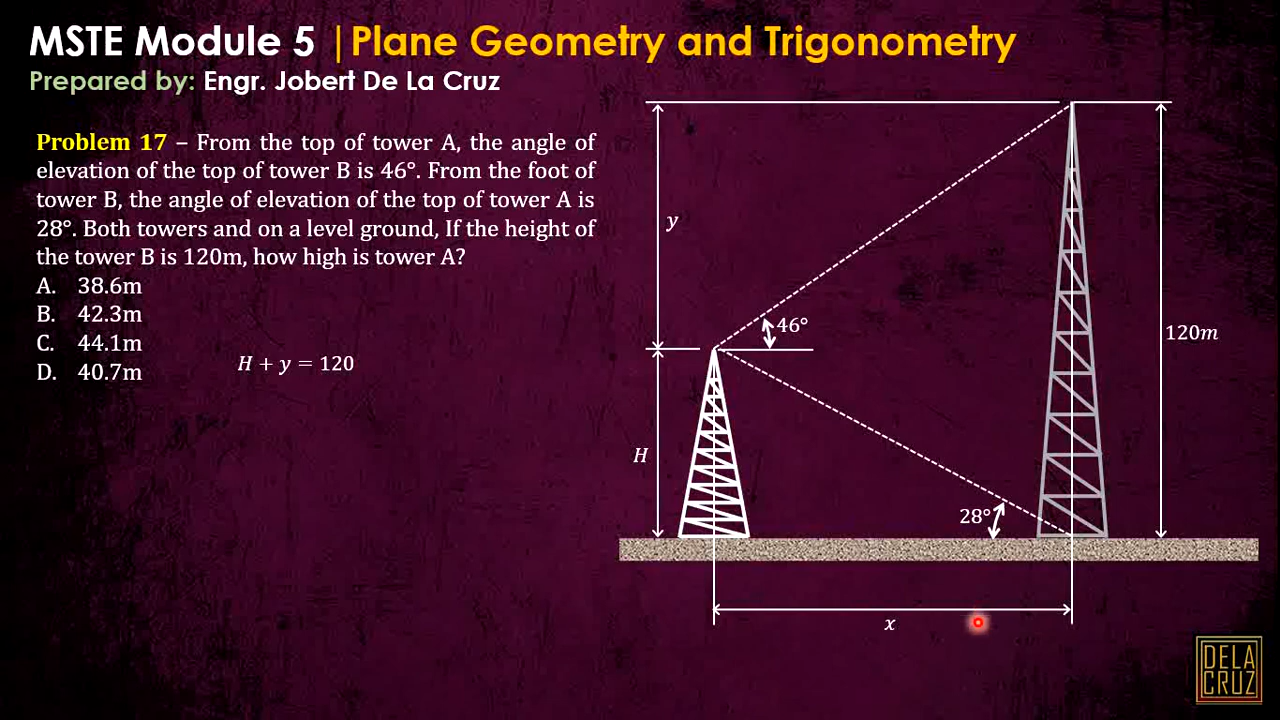 MSTE Module 5 |Plane Geometry and Trigonometry
Prepared by: Engr. Jobert De La Cruz
Problem 17 – From the top of tower A, the angle of
elevation of the top of tower B is 46°. From the foot of
tower B, the angle of elevation of the top of tower A is
28°. Both towers and on a level ground, If the height of
the tower B is 120m, how high is tower A?
A. 38.6m
B. 42.3m
C. 44.1m
D. 40.7m
H + y = 120
y
46°
120m
H
28°
x
DELA
CRUZ